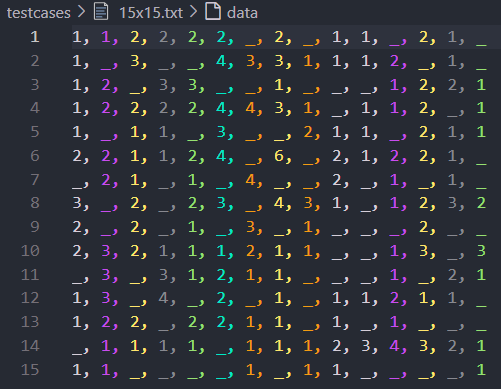 testcases > 15x15.txt > data
1 1, 1, 2, 2, 2, 2, _, 2, _, 1, 1, _, 2, 1, _
2 1, _, 3, _, _, 4, 3, 3, 1, 1, 1, 2, _, 1, _
3 1, 2, _, 3, 3, _, _, 1, _, _, _, 1, 2, 2, 1
4 1, 2, 2, 2, 2, 4, 4, 3, 1, _, _, 1, _, 2, 1
5 1, _, 1, 1, _, 3, _, _, 2, 1, 1, _, 2, 1, 1
6 2, 2, 1, 1, 2, 4, _, 6, _, 2, 1, 2, 2, 1, _
7 _, 2, 1, _, 1, _, 4, _, _, 2, _, 1, _, 1, _
8 3, _, 2, _, 2, 3, _, 4, 3, 1, _, 1, 2, 3, 2
9 2, _, 2, _, 1, _, 3, _, 1, _, _, _, 2, _, _
10 2, 3, 2, 1, 1, 1, 2, 1, 1, _, _, 1, 3, _, 3
11 _, 3, _, 3, 1, 2, 1, 1, _, _, _, 1, _, 2, 1
12 1, 3, _, 4, _, 2, _, 1, _, 1, 1, 2, 1, 1, _
13 1, 2, 2, _, 2, 2, 1, 1, _, 1, _, 1, _, _, _
14 _, 1, 1, 1, 1, _, 1, 1, 1, 2, 3, 4, 3, 2, 1
15 1, 1, _, _, _, _, 1, _, 1, _, _, _, _, _, 1